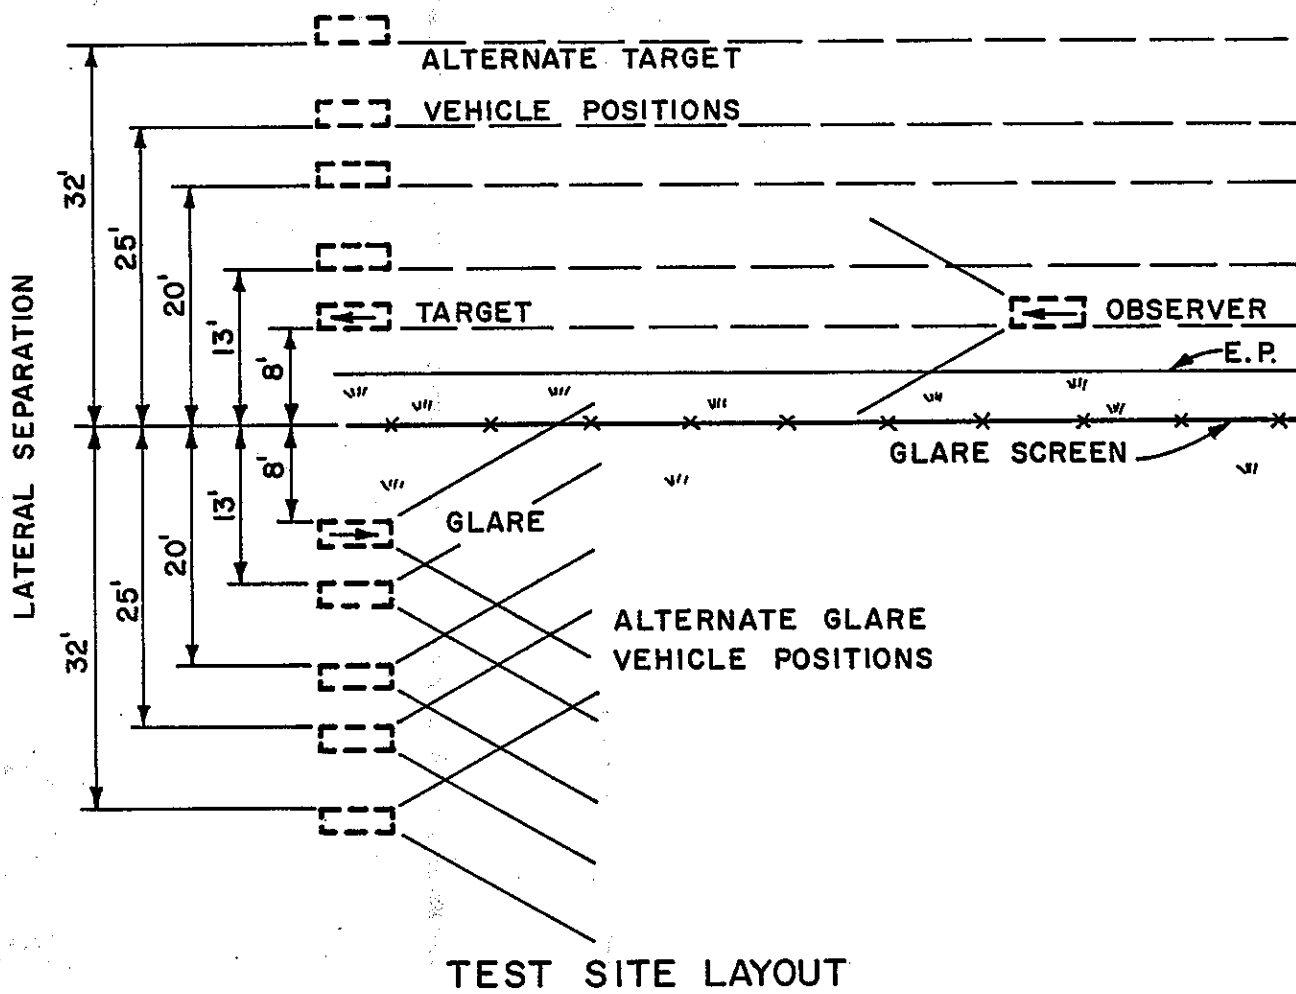 ALTERNATE TARGET
VEHICLE POSITIONS
32'
25'
20'
13'
8'
TARGET
OBSERVER
E.P.
GLARE SCREEN
LATERAL SEPARATION
8'
13'
20'
25'
32'
GLARE
ALTERNATE GLARE
VEHICLE POSITIONS
TEST SITE LAYOUT